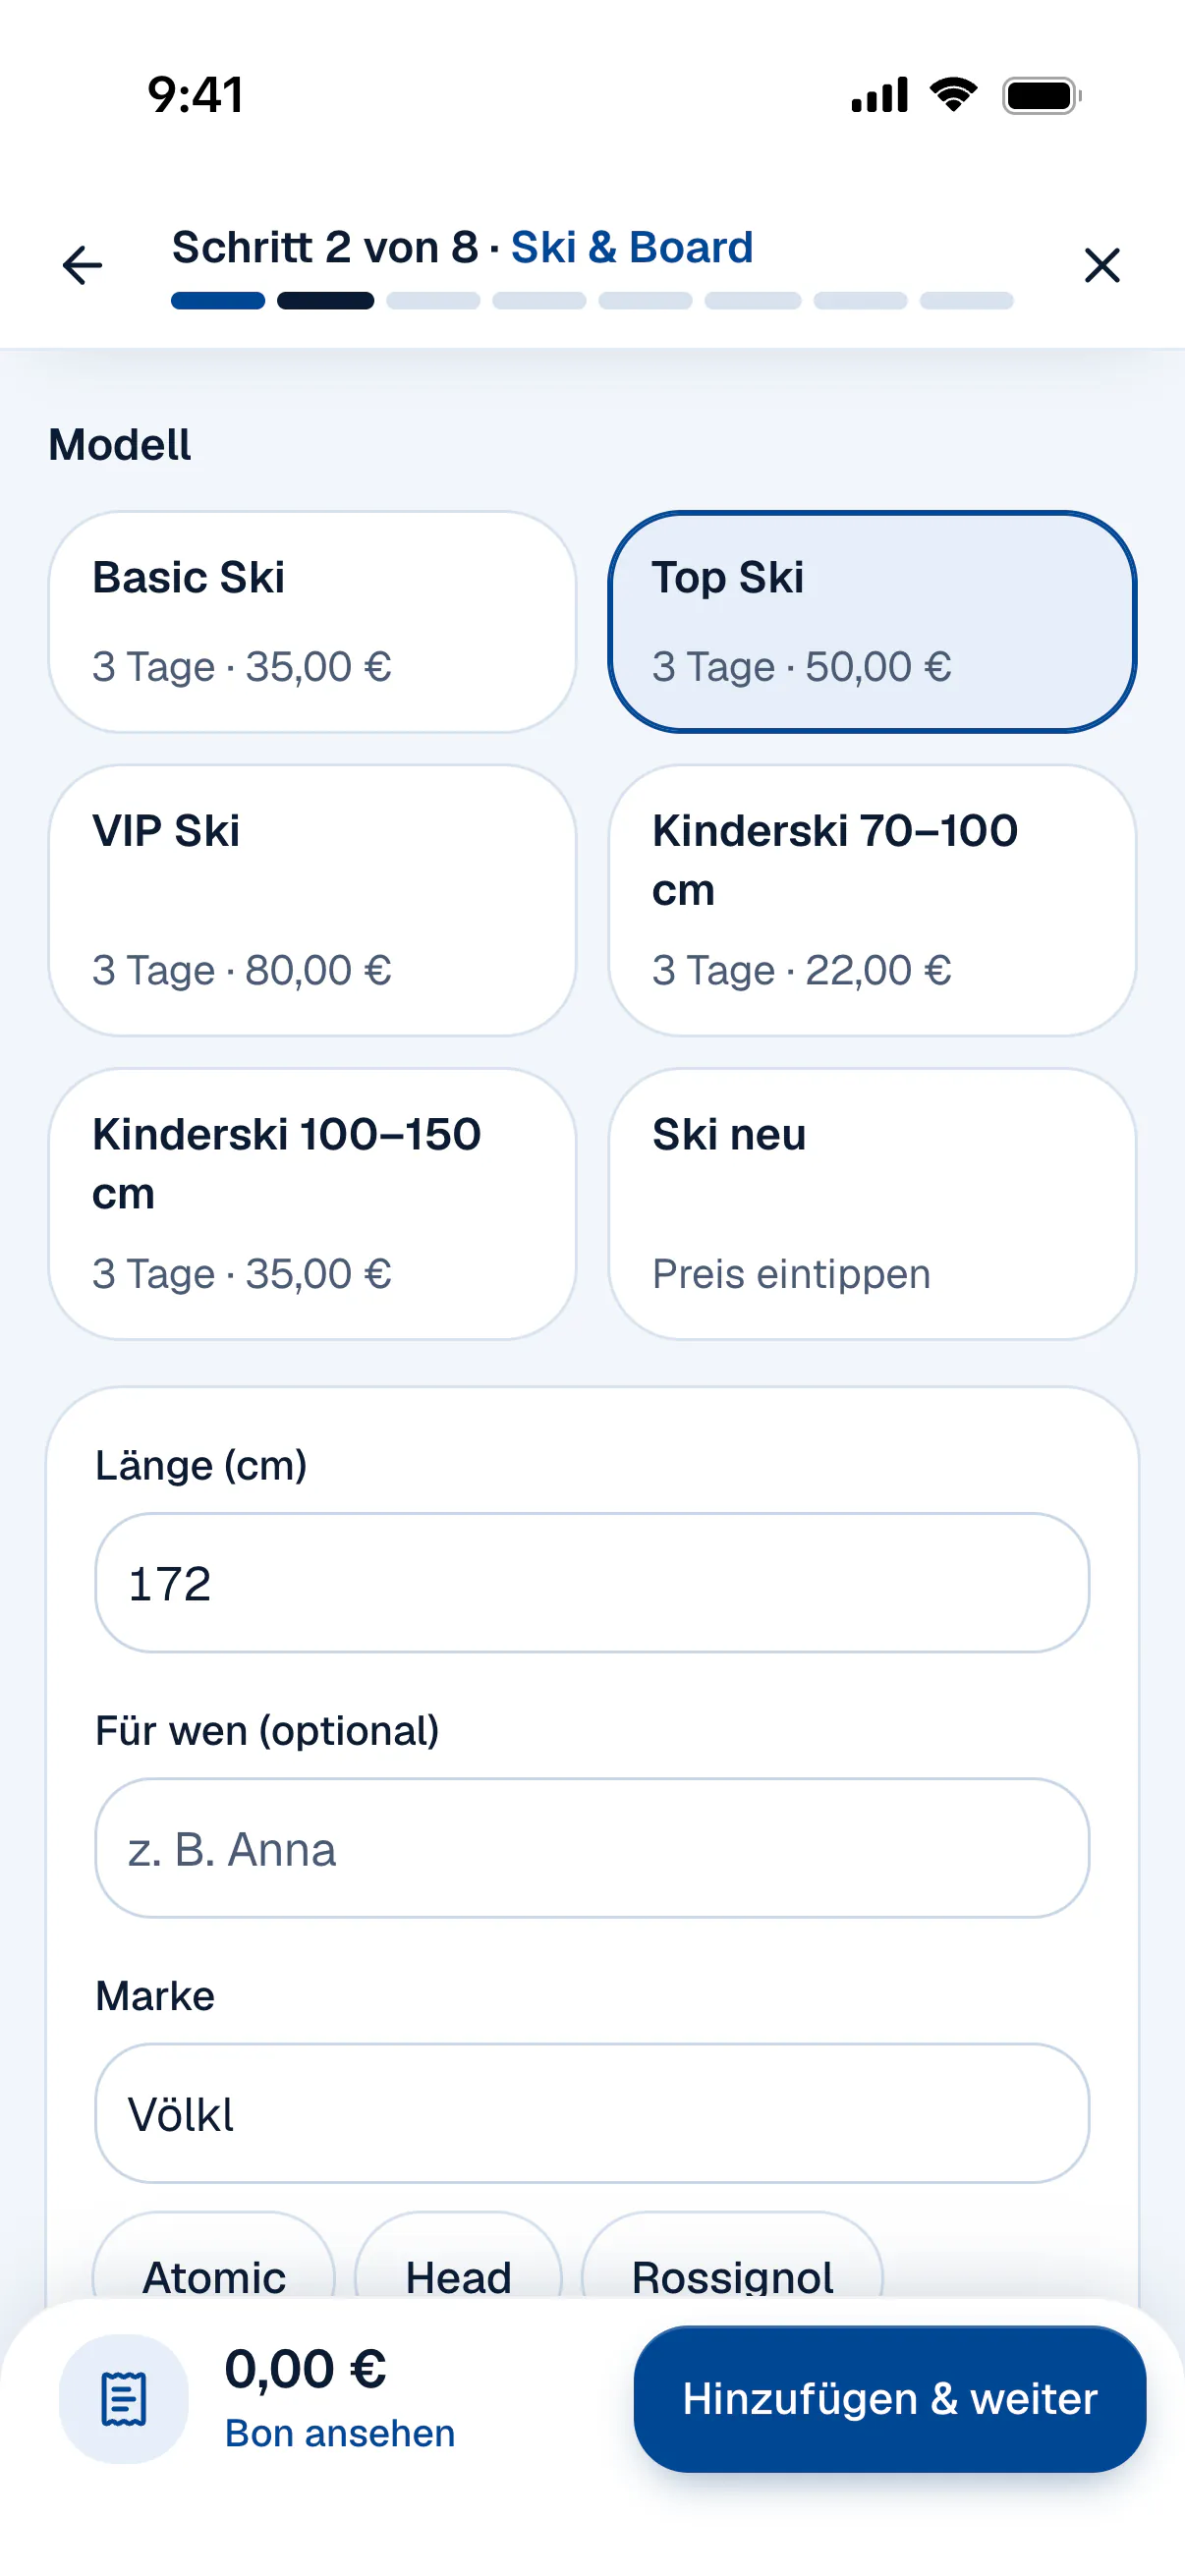 9:41
Schritt 2 von 8 · Ski & Board
Modell
Basic Ski
3 Tage · 35,00 €
Top Ski
3 Tage · 50,00 €
VIP Ski
3 Tage · 80,00 €
Kinderski 70–100
cm
3 Tage · 22,00 €
Kinderski 100–150
cm
3 Tage · 35,00 €
Ski neu
Preis eintippen
Länge (cm)
172
Für wen (optional)
z. B. Anna
Marke
Völkl
Atomic
Head
Rossignol
0,00 €
Bon ansehen
Hinzufügen & weiter